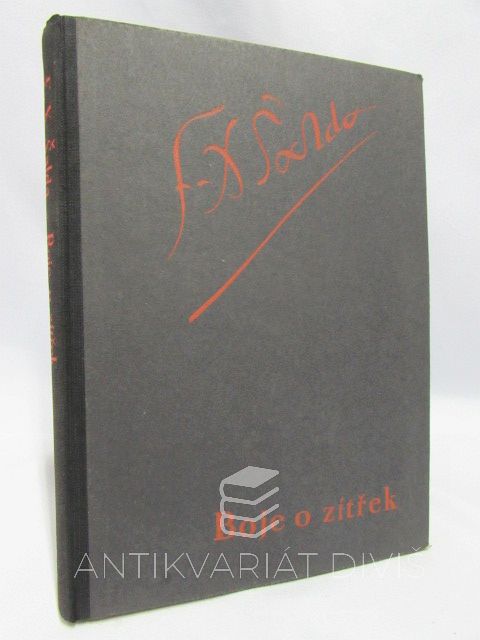 F-X Šalda
Boje o zítřek
ANTIKVARIÁT DIVIŠ